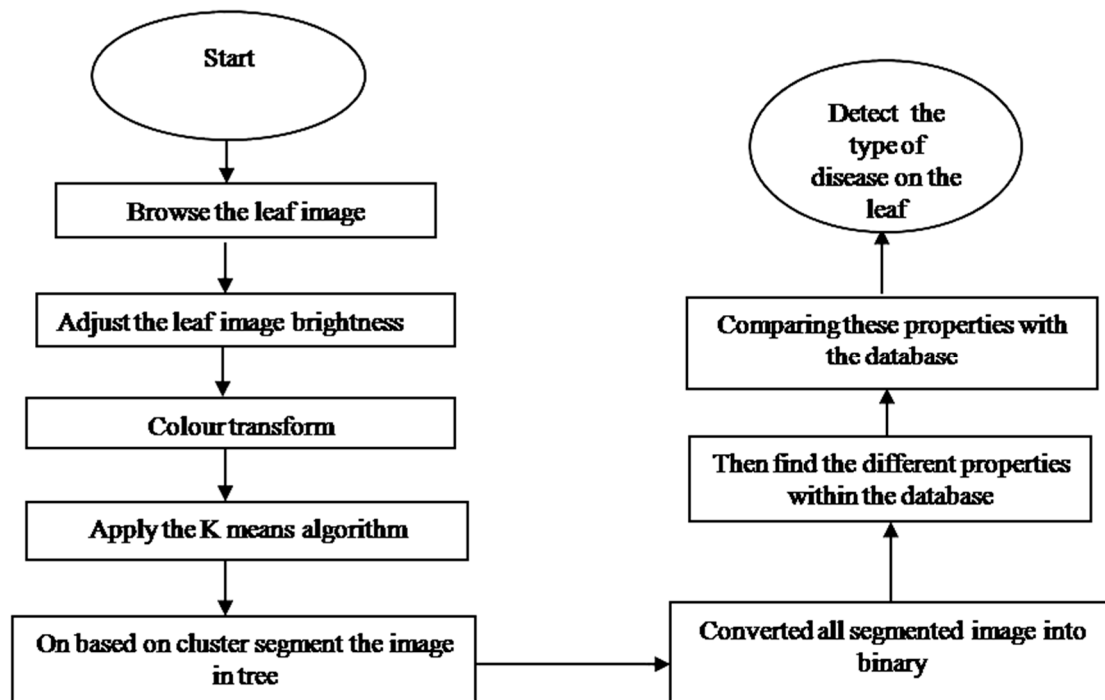 Start
Browse the leaf image
Adjust the leaf image brightness
Colour transform
Apply the K means algorithm
On based on cluster segment the image
in tree
Converted all segmented image into
binary
Then find the different properties
within the database
Comparing these properties with
the database
Detect the
type of
disease on the
leaf